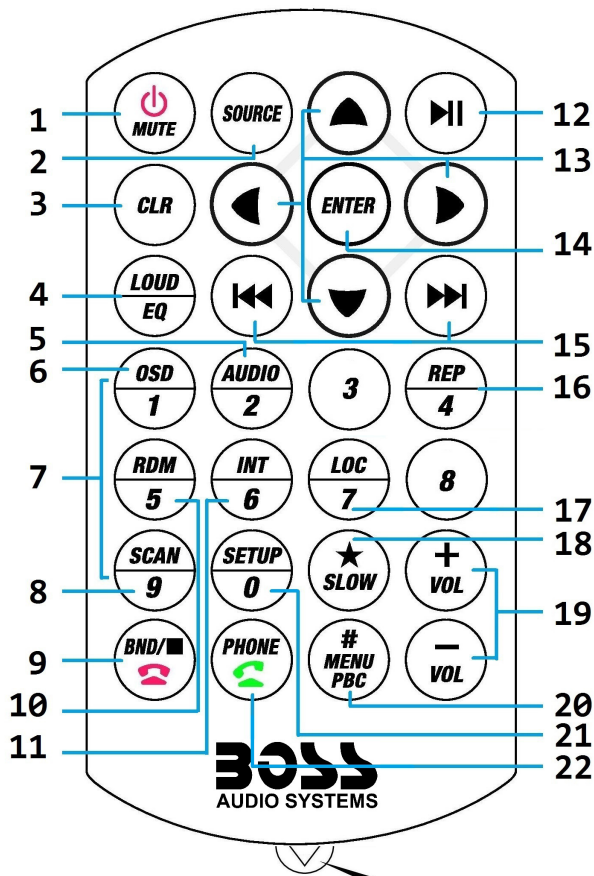 1 MUTE SOURCE 12
2 13
3 CLR ENTER
14
4 LOUD
EQ
5 15
6 OSD AUDIO REP 16
1 2 3 4
7 RDM INT LOC
5 6 7 8
17
18
SCAN SETUP ★ +
8 9 0 SLOW VOL 19
9 BND/■ PHONE # −
MENU VOL
PBC
10 20
11 21
22
BOSS
AUDIO SYSTEMS